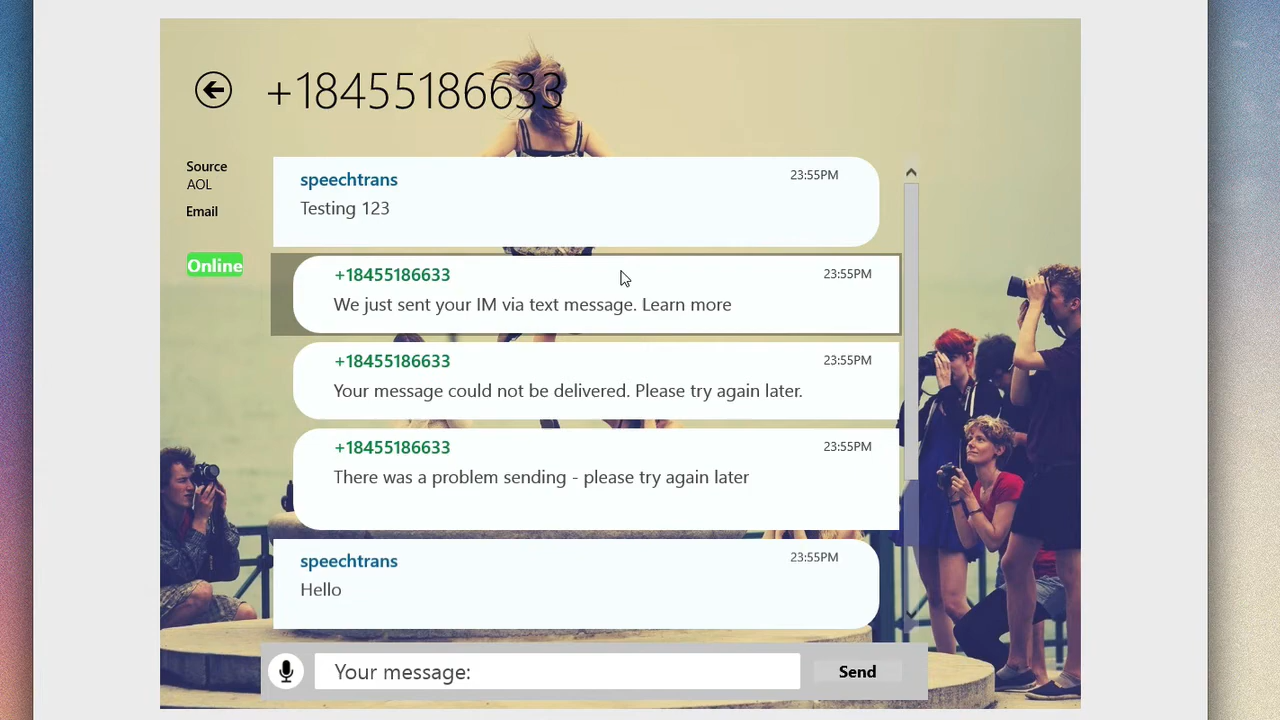 +18455186633
Source
AOL
Email
Online
speechtrans 23:55PM
Testing 123
+18455186633 23:55PM
We just sent your IM via text message. Learn more
+18455186633 23:55PM
Your message could not be delivered. Please try again later.
+18455186633 23:55PM
There was a problem sending - please try again later
speechtrans 23:55PM
Hello
Your message:
Send